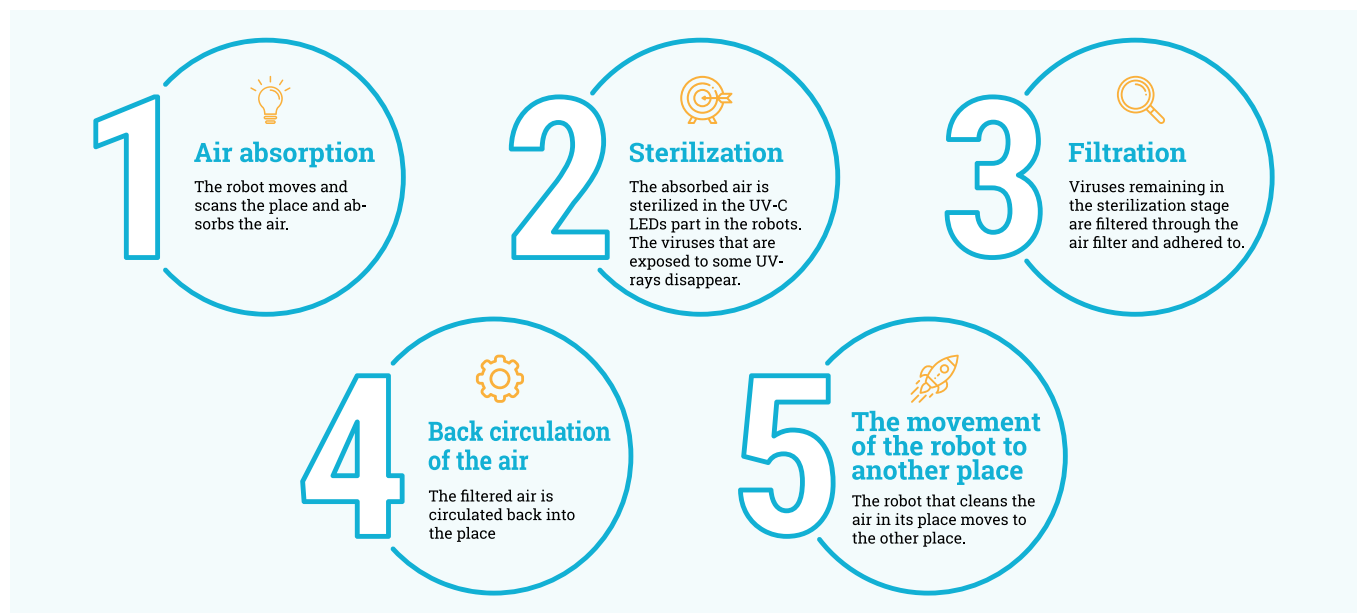 1
Air absorption
The robot moves and
scans the place and ab-
sorbs the air.
2
Sterilization
The absorbed air is
sterilized in the UV-C
LEDs part in the robots.
The viruses that are
exposed to some UV-
rays disappear.
3
Filtration
Viruses remaining in
the sterilization stage
are filtered through the
air filter and adhered to.
4
Back circulation
of the air
The filtered air is
circulated back into
the place
5
The movement
of the robot to
another place
The robot that cleans the
air in its place moves to
the other place.